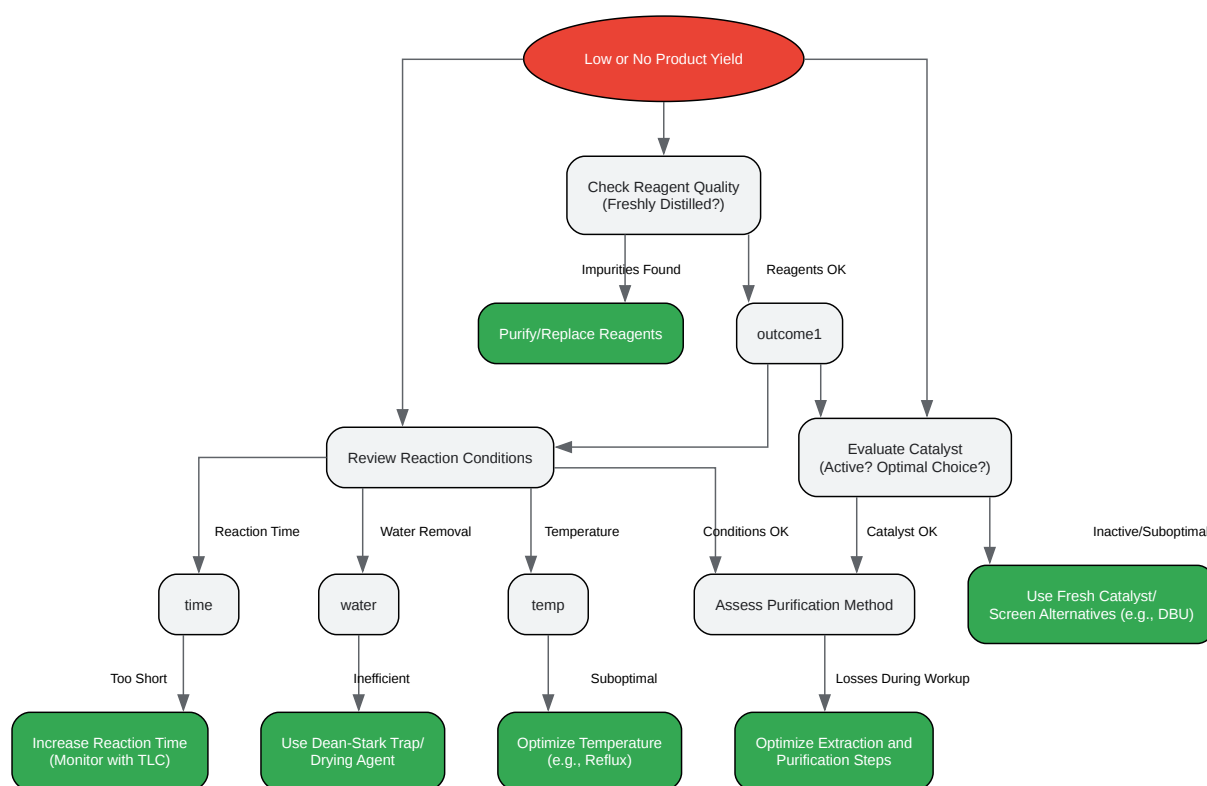 Low or No Product Yield
Check Reagent Quality
(Freshly Distilled?)
Impurities Found
Reagents OK
Purify/Replace Reagents
outcome1
Review Reaction Conditions
Evaluate Catalyst
(Active? Optimal Choice?)
Reaction Time
Water Removal
Temperature
Conditions OK
Catalyst OK
Inactive/Suboptimal
time
water
temp
Assess Purification Method
Use Fresh Catalyst/
Screen Alternatives (e.g., DBU)
Too Short
Inefficient
Suboptimal
Losses During Workup
Increase Reaction Time
(Monitor with TLC)
Use Dean-Stark Trap/
Drying Agent
Optimize Temperature
(e.g., Reflux)
Optimize Extraction and
Purification Steps